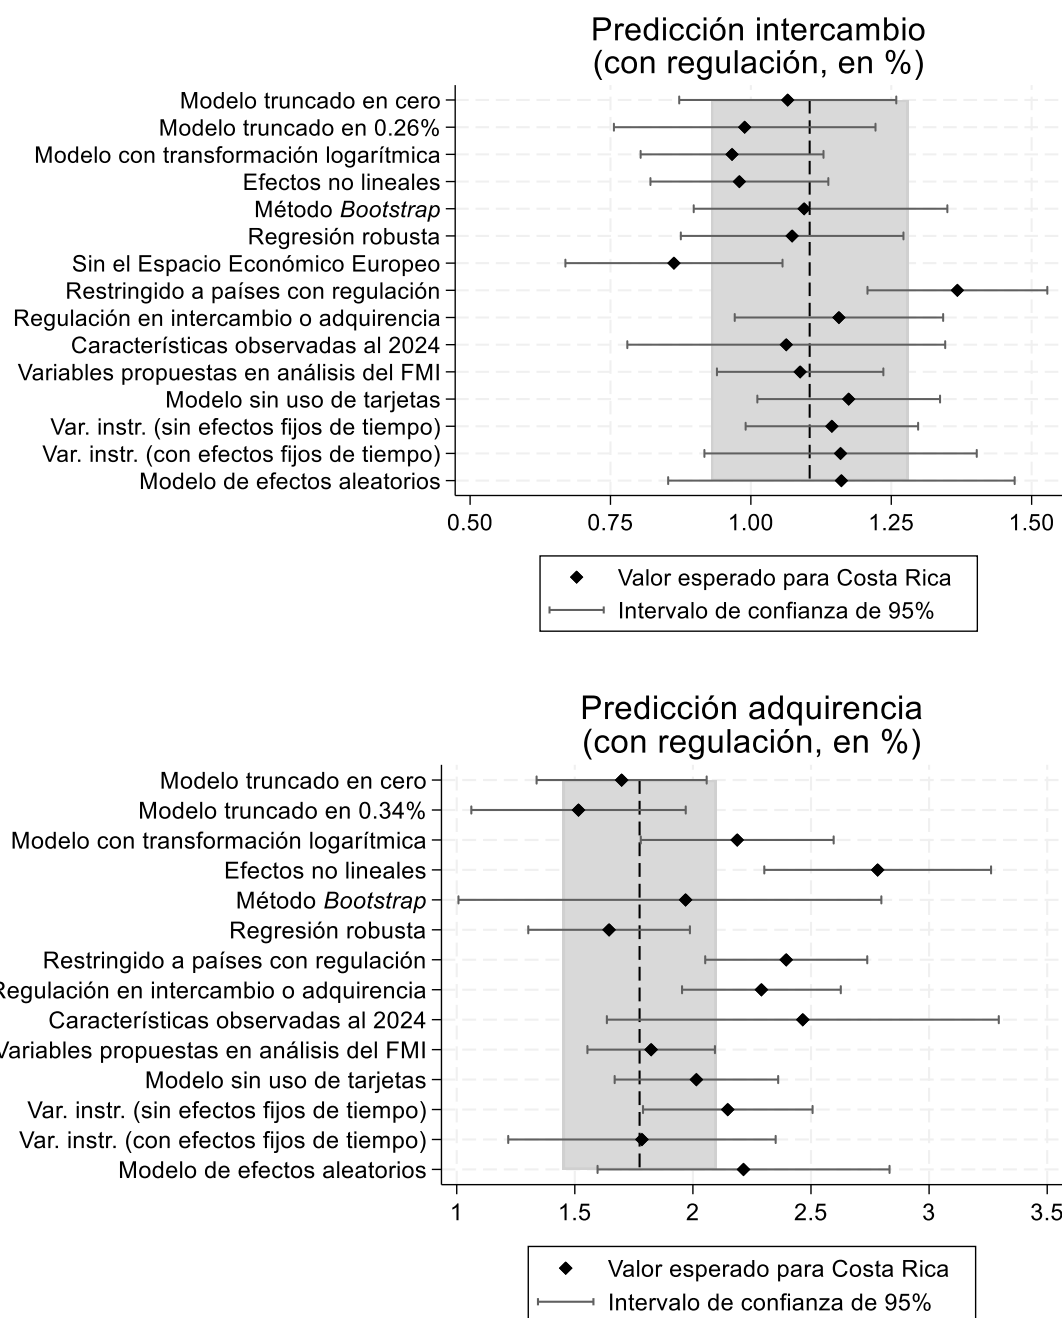 Predicción intercambio
(con regulación, en %)
Modelo truncado en cero
Modelo truncado en 0.26%
Modelo con transformación logarítmica
Efectos no lineales
Método Bootstrap
Regresión robusta
Sin el Espacio Económico Europeo
Restringido a países con regulación
Regulación en intercambio o adquirencia
Características observadas al 2024
Variables propuestas en análisis del FMI
Modelo sin uso de tarjetas
Var. instr. (sin efectos fijos de tiempo)
Var. instr. (con efectos fijos de tiempo)
Modelo de efectos aleatorios
0.50 0.75 1.00 1.25 1.50
Valor esperado para Costa Rica
Intervalo de confianza de 95%
Predicción adquirencia
(con regulación, en %)
Modelo truncado en cero
Modelo truncado en 0.34%
Modelo con transformación logarítmica
Efectos no lineales
Método Bootstrap
Regresión robusta
Restringido a países con regulación
Regulación en intercambio o adquirencia
Características observadas al 2024
Variables propuestas en análisis del FMI
Modelo sin uso de tarjetas
Var. instr. (sin efectos fijos de tiempo)
Var. instr. (con efectos fijos de tiempo)
Modelo de efectos aleatorios
1 1.5 2 2.5 3 3.5
Valor esperado para Costa Rica
Intervalo de confianza de 95%